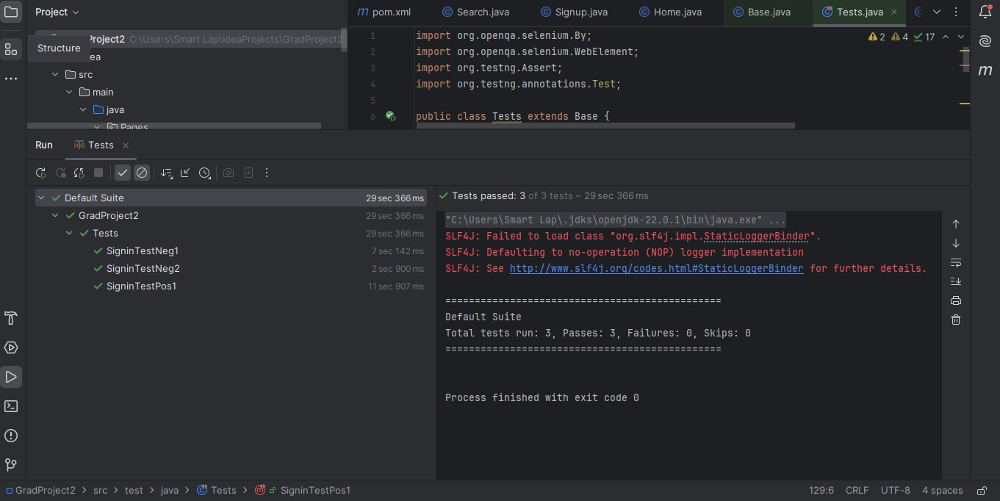 Project
pom.xml
Search.java
Signup.java
Home.java
Base.java
Tests.java
Project2 C:\Users\Smart Lap\IdeaProjects\GradProject2
Structure
ea
src
main
java
Pages
1 import org.openqa.selenium.By;
2 import org.openqa.selenium.WebElement;
3 import org.testng.Assert;
4 import org.testng.annotations.Test;
5
6 public class Tests extends Base {
2 4 17
m
Run Tests
Default Suite 29 sec 366 ms
GradProject2 29 sec 366 ms
Tests 29 sec 366 ms
SigninTestNeg1 7 sec 142 ms
SigninTestNeg2 2 sec 900 ms
SigninTestPos1 11 sec 907 ms
Tests passed: 3 of 3 tests – 29 sec 366 ms
"C:\Users\Smart Lap\.jdks\openjdk-22.0.1\bin\java.exe" ...
SLF4J: Failed to load class "org.slf4j.impl.StaticLoggerBinder".
SLF4J: Defaulting to no-operation (NOP) logger implementation
SLF4J: See http://www.slf4j.org/codes.html#StaticLoggerBinder for further details.
===============================================
Default Suite
Total tests run: 3, Passes: 3, Failures: 0, Skips: 0
===============================================
Process finished with exit code 0
GradProject2 > src > test > java > Tests > SigninTestPos1
129:6 CRLF UTF-8 4 spaces